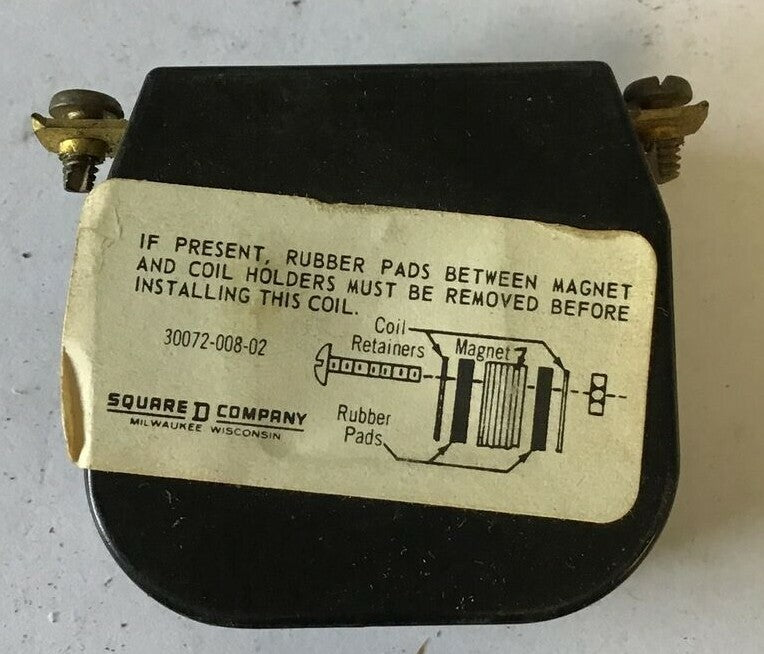 IF PRESENT, RUBBER PADS BETWEEN MAGNET
AND COIL HOLDERS MUST BE REMOVED BEFORE
INSTALLING THIS COIL.
30072-008-02
Coil
Retainers
Magnet
Rubber
Pads
SQUARE D COMPANY
MILWAUKEE WISCONSIN